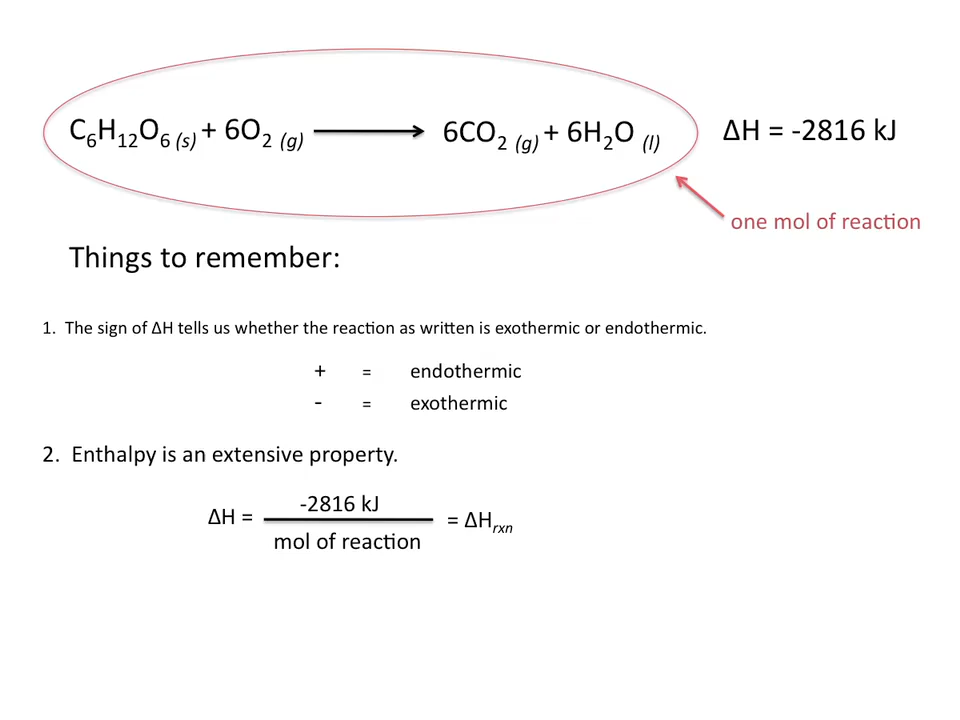 C₆H₁₂O₆ (s) + 6O₂ (g) ⟶ 6CO₂ (g) + 6H₂O (l) ΔH = -2816 kJ
one mol of reaction
Things to remember:
1. The sign of ΔH tells us whether the reaction as written is exothermic or endothermic.
+ = endothermic
- = exothermic
2. Enthalpy is an extensive property.
-2816 kJ
ΔH = = ΔHrxn
mol of reaction